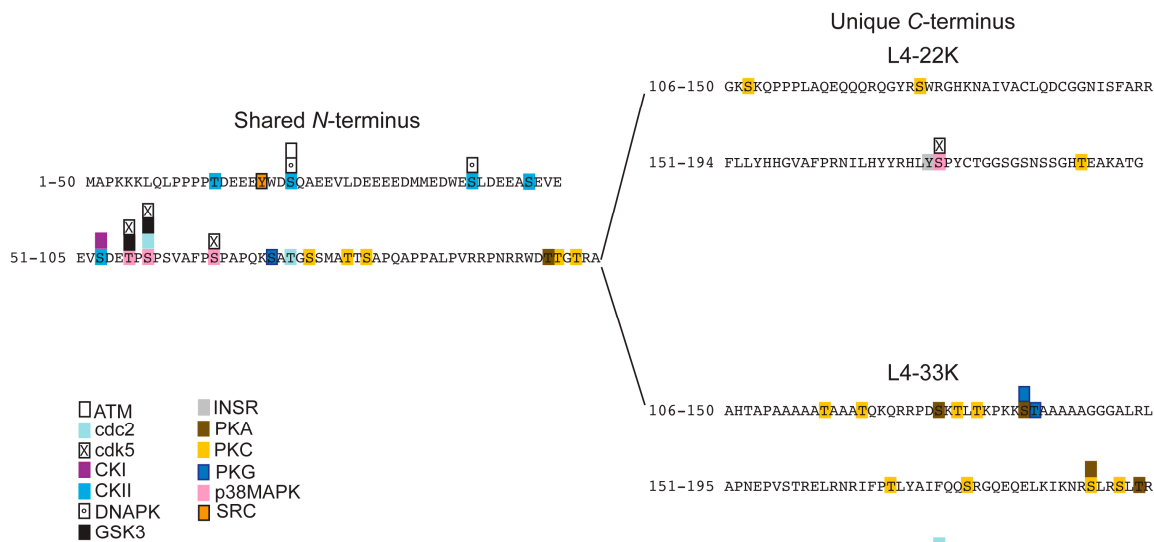 Unique C-terminus
L4-22K
106-150 GKSKQPPPLAQEQQQRQGYRSWRGHKNAIVACLQDCGGNISFARR
Shared N-terminus
151-194 FLLYHHGVAFPRNILHYYRHLYSPYCTGGSGSNSSGHTEAKATG
1-50 MAPKKKLQLPPPPTDEEEYWDSQAEEVLDEEEEDMMEDWESLDEEASEVE
51-105 EVSDETPSPSVAFPSPAPQKSATGSSMATTSAPQAPPALPVRRPNRRWDTTGTRA
L4-33K
106-150 AHTAPAAAAATAAATQKQRRPDSKTLTKPKKSTAAAAAGGGALRL
151-195 APNEPVSTRELRNRIFPTLYAIFQQSRGQEQELKIKNRSLRSLTR
ATM
cdc2
cdk5
CKI
CKII
DNAPK
GSK3
INSR
PKA
PKC
PKG
p38MAPK
SRC